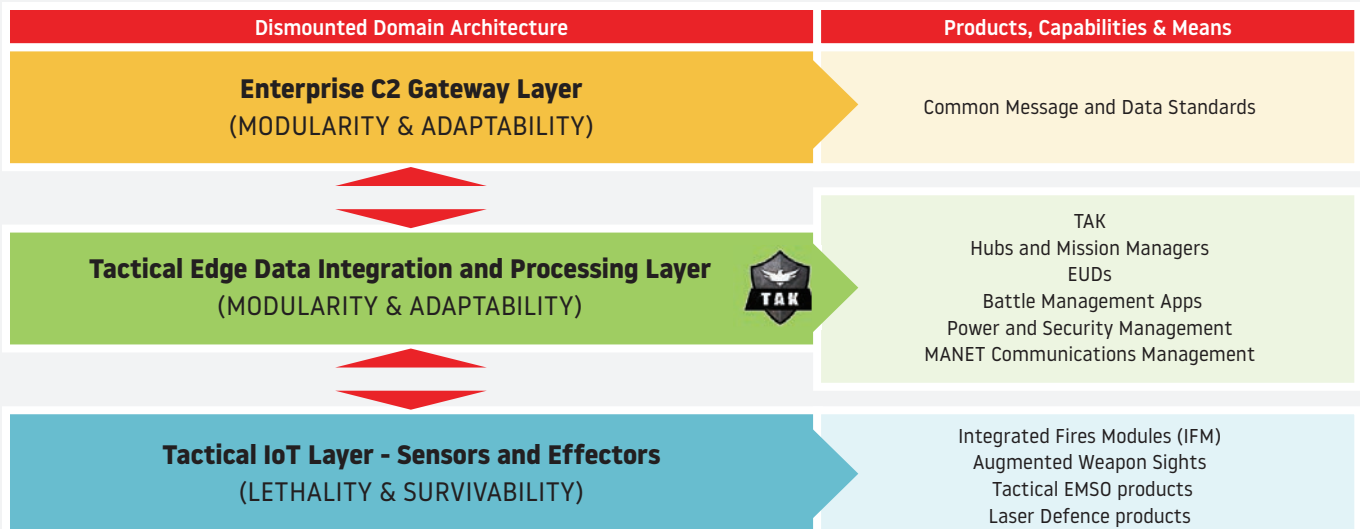 Dismounted Domain Architecture
Products, Capabilities & Means
Enterprise C2 Gateway Layer
(MODULARITY & ADAPTABILITY)
Common Message and Data Standards
Tactical Edge Data Integration and Processing Layer
(MODULARITY & ADAPTABILITY)
TAK
TAK
Hubs and Mission Managers
EUDs
Battle Management Apps
Power and Security Management
MANET Communications Management
Tactical IoT Layer - Sensors and Effectors
(LETHALITY & SURVIVABILITY)
Integrated Fires Modules (IFM)
Augmented Weapon Sights
Tactical EMSO products
Laser Defence products